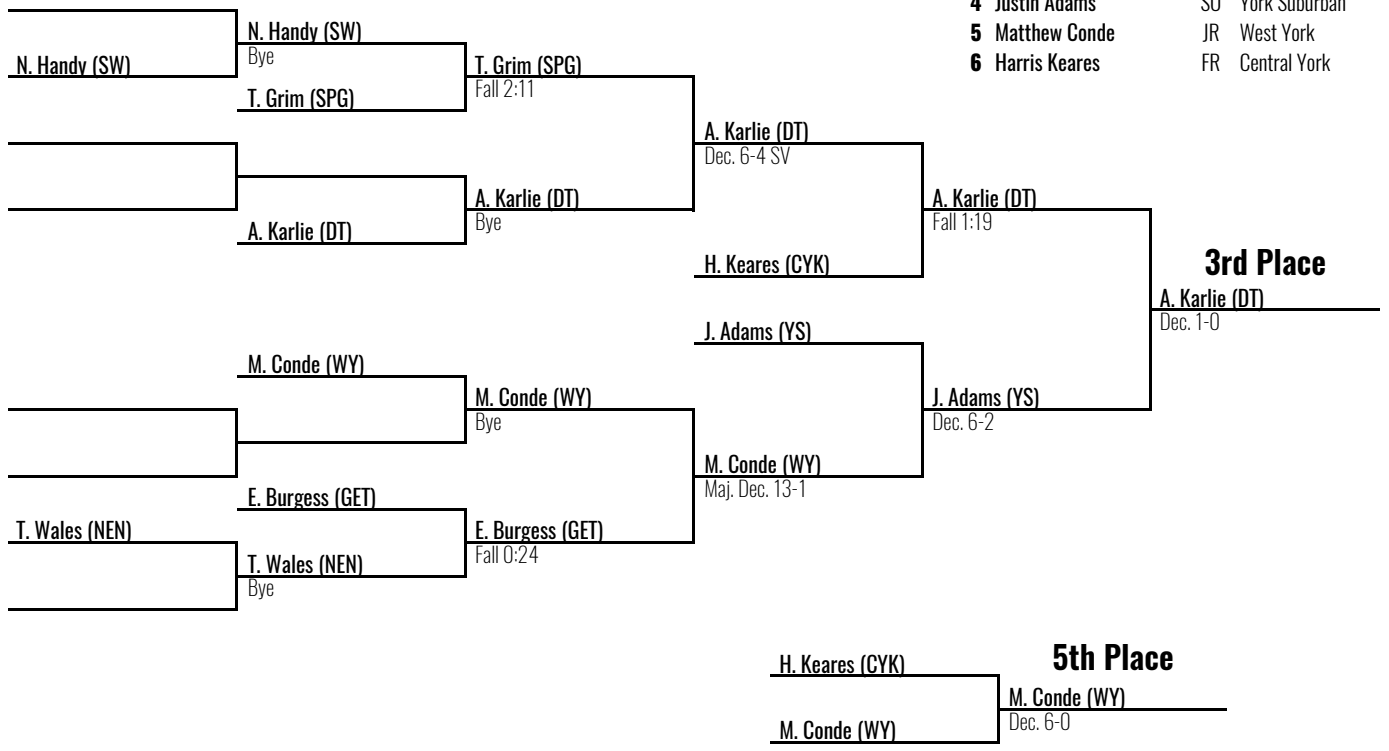 4 Justin Adams SO York Suburban
5 Matthew Conde JR West York
6 Harris Keares FR Central York
N. Handy (SW)
N. Handy (SW)
Bye
T. Grim (SPG)
T. Grim (SPG)
Fall 2:11
A. Karlie (DT)
A. Karlie (DT)
Bye
A. Karlie (DT)
Dec. 6-4 SV
H. Keares (CYK)
A. Karlie (DT)
Fall 1:19
3rd Place
A. Karlie (DT)
Dec. 1-0
J. Adams (YS)
J. Adams (YS)
Dec. 6-2
M. Conde (WY)
M. Conde (WY)
Bye
M. Conde (WY)
Maj. Dec. 13-1
E. Burgess (GET)
E. Burgess (GET)
Fall 0:24
T. Wales (NEN)
T. Wales (NEN)
Bye
5th Place
H. Keares (CYK)
M. Conde (WY)
M. Conde (WY)
Dec. 6-0